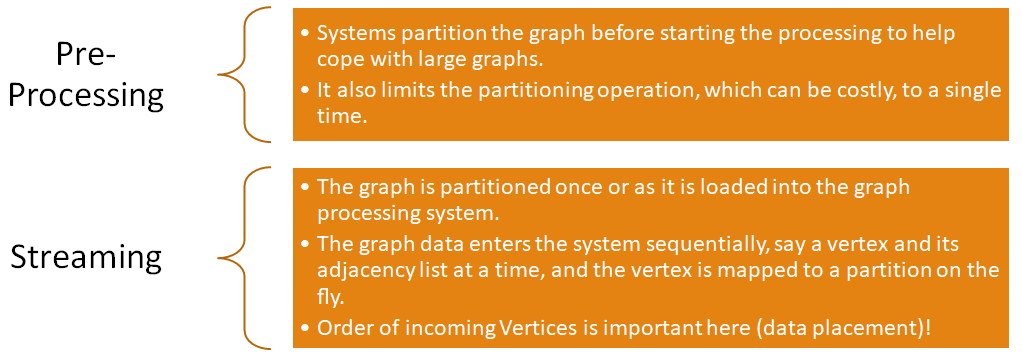 Pre-
Processing
• Systems partition the graph before starting the processing to help
cope with large graphs.
• It also limits the partitioning operation, which can be costly, to a single
time.
Streaming
• The graph is partitioned once or as it is loaded into the graph
processing system.
• The graph data enters the system sequentially, say a vertex and its
adjacency list at a time, and the vertex is mapped to a partition on the
fly.
• Order of incoming Vertices is important here (data placement)!